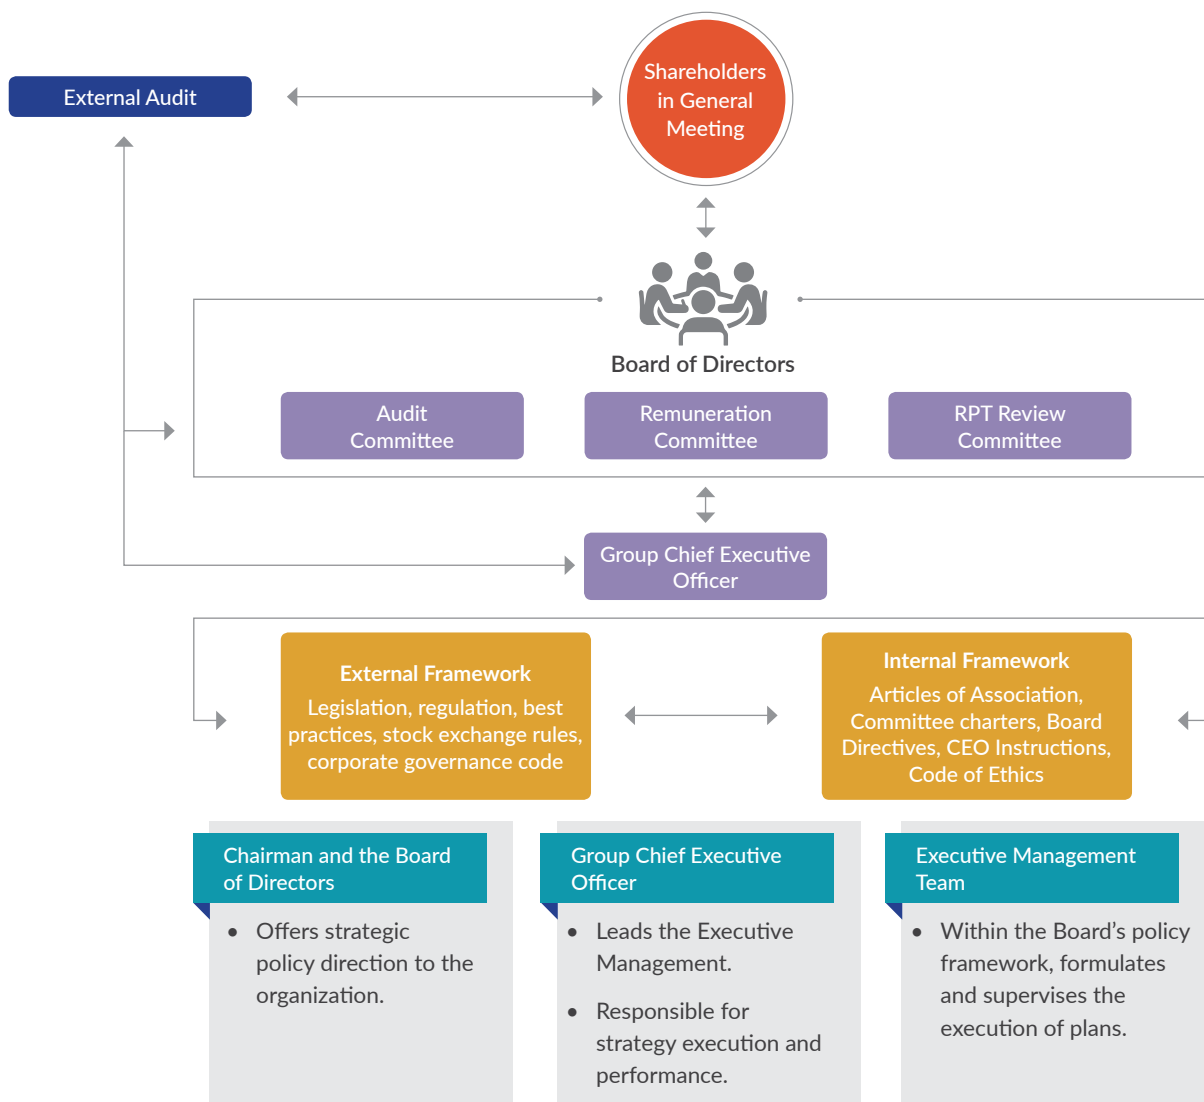 External Audit
Shareholders
in General
Meeting
Board of Directors
Audit
Committee
Remuneration
Committee
RPT Review
Committee
Group Chief Executive
Officer
External Framework
Legislation, regulation, best
practices, stock exchange rules,
corporate governance code
Internal Framework
Articles of Association,
Committee charters, Board
Directives, CEO Instructions,
Code of Ethics
Chairman and the Board
of Directors
• Offers strategic
policy direction to the
organization.
Group Chief Executive
Officer
• Leads the Executive
Management.
• Responsible for
strategy execution and
performance.
Executive Management
Team
• Within the Board’s policy
framework, formulates
and supervises the
execution of plans.